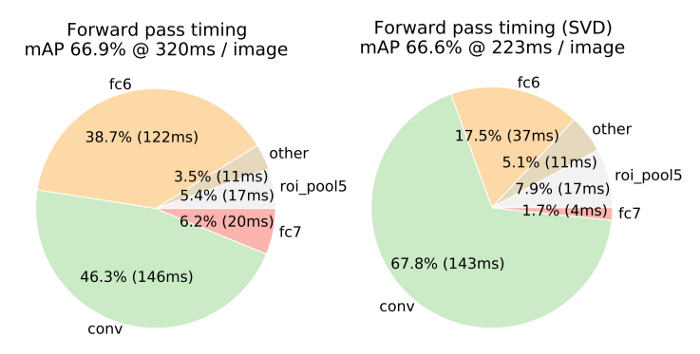 Forward pass timing
mAP 66.9% @ 320ms / image
fc6
38.7% (122ms)
other
3.5% (11ms)
roi_pool5
5.4% (17ms)
6.2% (20ms)
fc7
46.3% (146ms)
conv
Forward pass timing (SVD)
mAP 66.6% @ 223ms / image
fc6
17.5% (37ms)
other
5.1% (11ms)
roi_pool5
7.9% (17ms)
1.7% (4ms)
fc7
67.8% (143ms)
conv